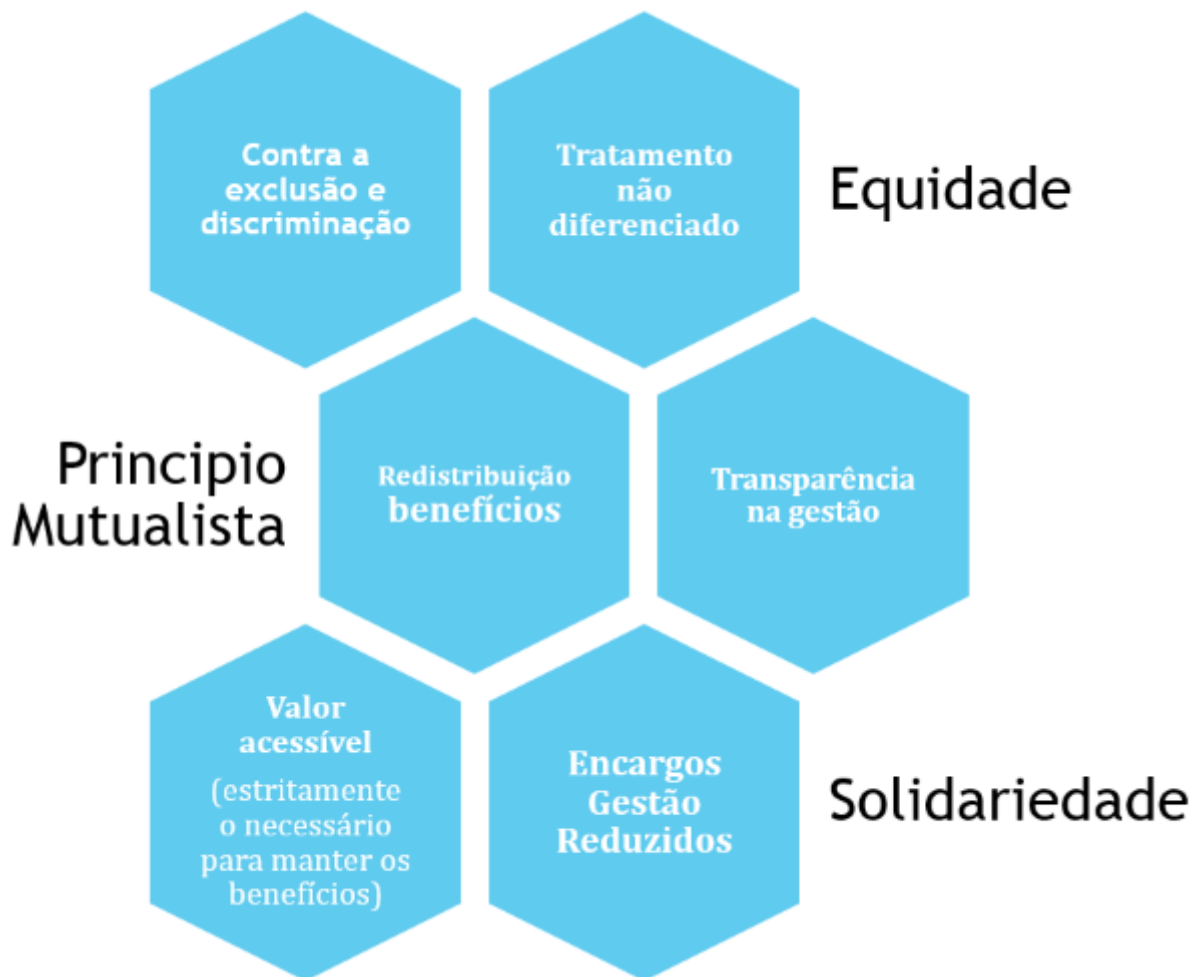 Contra a
exclusão e
discriminação
Tratamento
não
diferenciado
Equidade
Principio
Mutualista
Redistribuição
benefícios
Transparência
na gestão
Valor
acessível
(estritamente
o necessário
para manter os
benefícios)
Encargos
Gestão
Reduzidos
Solidariedade